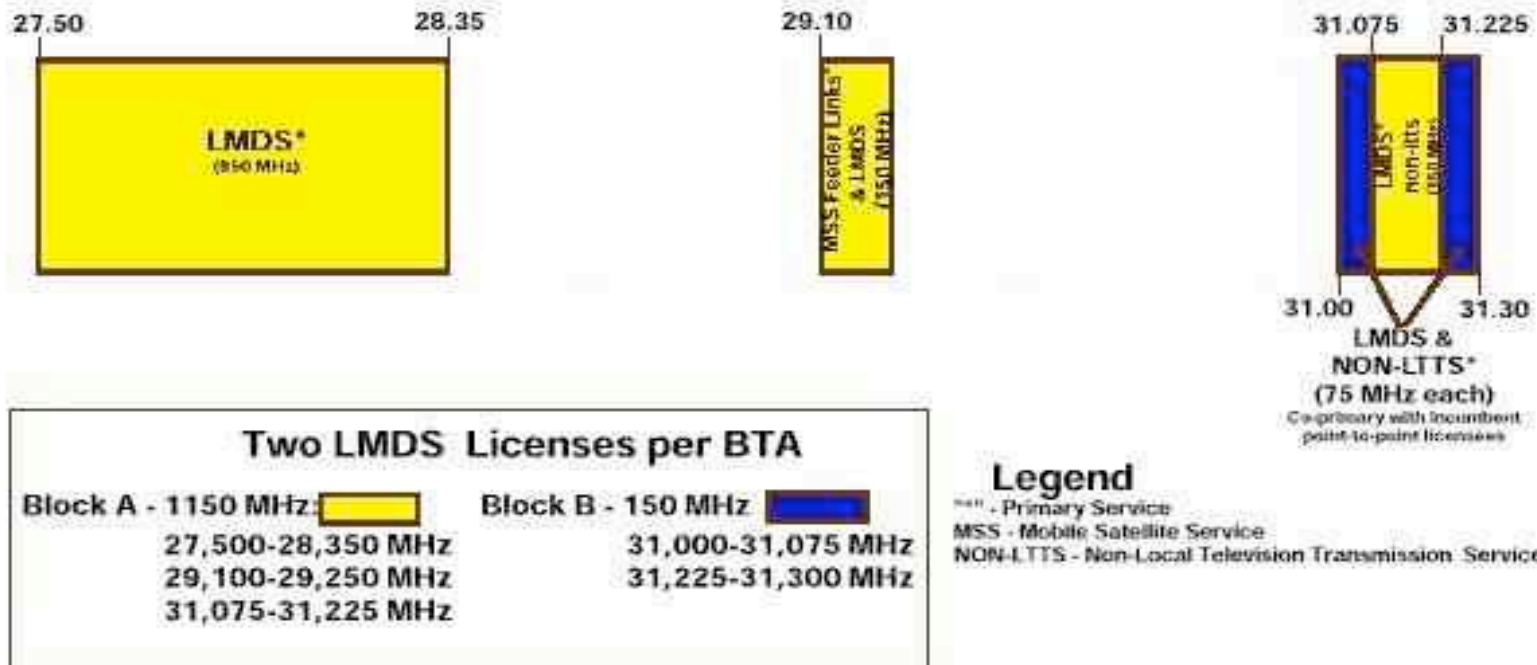 27.50
28.35
29.10
31.075
31.225
LMDS*
(850 MHz)
MSS Feeder Links*
& LMDS
(150 MHz)
LMDS*
NON-ltts
(150 MHz)
31.00
31.30
LMDS &
NON-LTTS*
(75 MHz each)
Co-primary with incumbent
point-to-point licensees
Two LMDS Licenses per BTA
Block A - 1150 MHz:
27,500-28,350 MHz
29,100-29,250 MHz
31,075-31,225 MHz
Block B - 150 MHz
31,000-31,075 MHz
31,225-31,300 MHz
Legend
"*" - Primary Service
MSS - Mobile Satellite Service
NON-LTTS - Non-Local Television Transmission Service